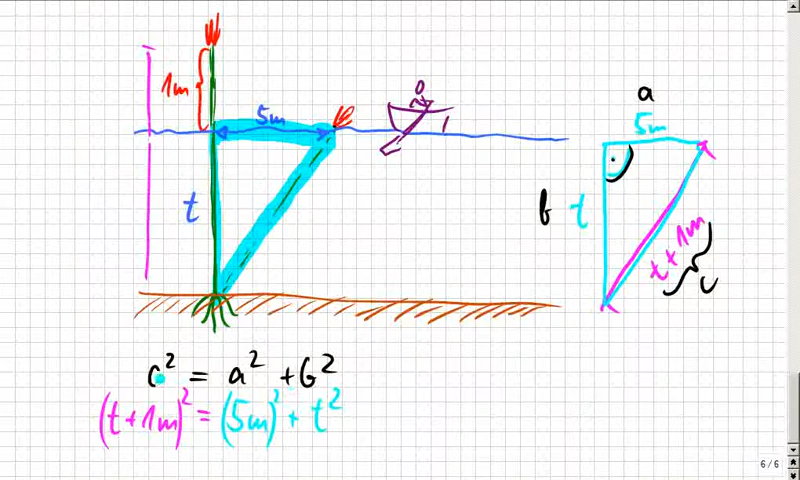 1m
5m
t
a
5m
b t
t + 1m
c
c² = a² + b²
(t + 1m)² = (5m)² + t²
6 / 6